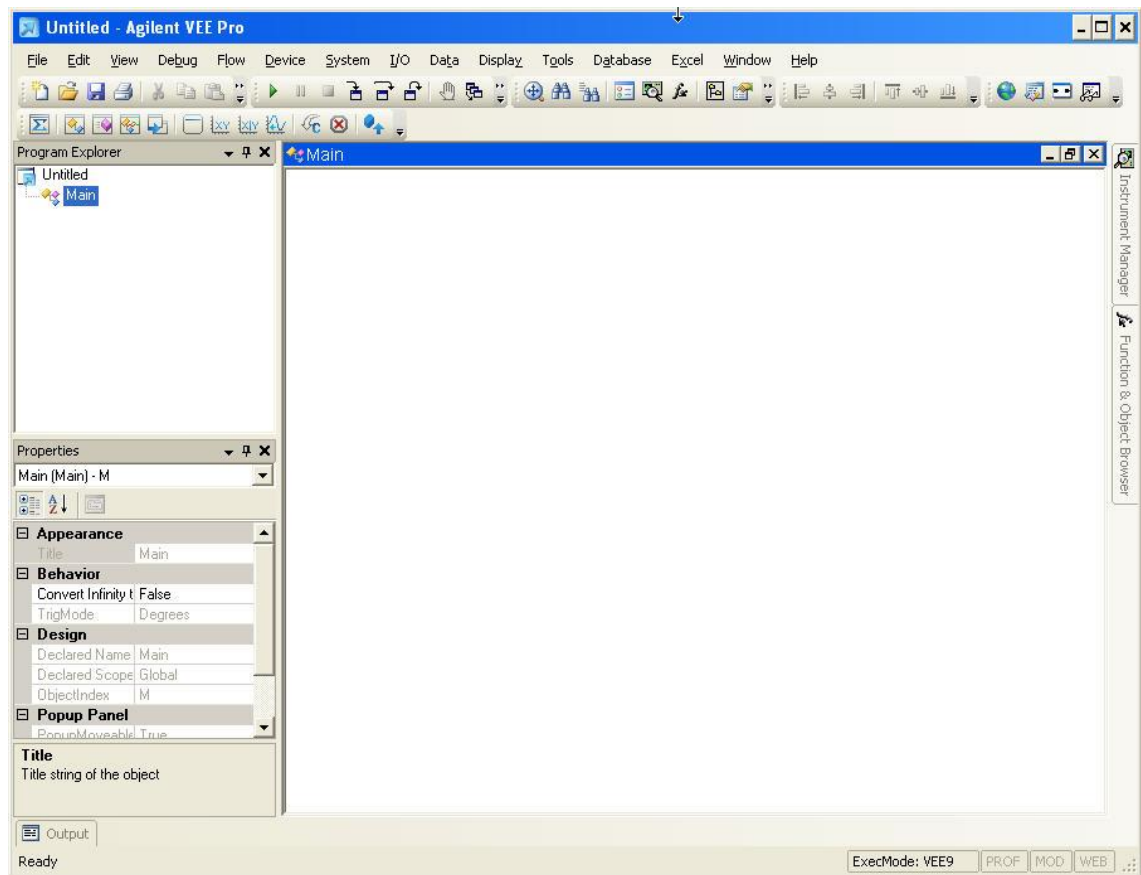 Untitled - Agilent VEE Pro
File Edit View Debug Flow Device System I/O Data Display Tools Database Excel Window Help
Program Explorer
Main
Untitled
Main
Instrument Manager
Function & Object Browser
Properties
Main (Main) - M
Appearance
Title Main
Behavior
Convert Infinity t False
TrigMode Degrees
Design
Declared Name Main
Declared Scope Global
ObjectIndex M
Popup Panel
PopupMoveable True
Title
Title string of the object
Output
Ready
ExecMode: VEE9 PROF MOD WEB